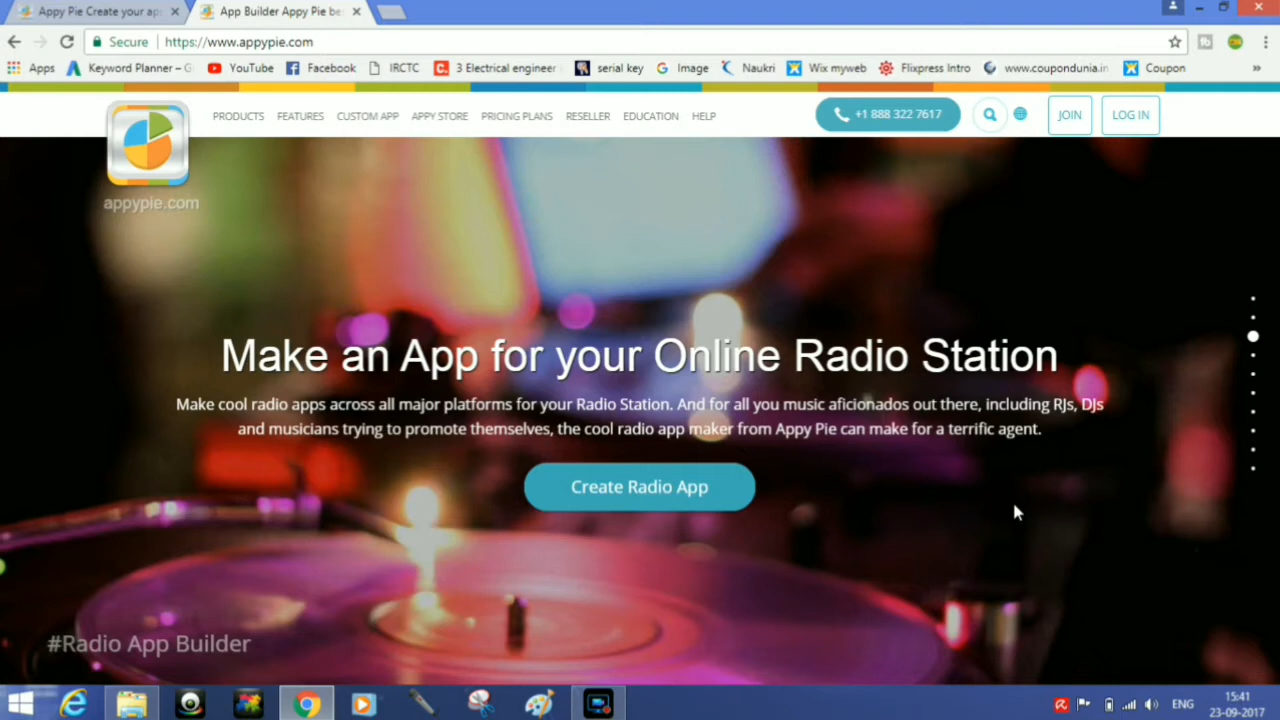 Appy Pie Create your ap
App Builder Appy Pie be
Secure
https://www.appypie.com
Apps
Keyword Planner – G
YouTube
Facebook
IRCTC
3 Electrical engineer
serial key
Image
Naukri
Wix myweb
Flixpress Intro
www.coupondunia.in
Coupon
»
PRODUCTS
FEATURES
CUSTOM APP
APPY STORE
PRICING PLANS
RESELLER
EDUCATION
HELP
+1 888 322 7617
JOIN
LOG IN
appypie.com
Make an App for your Online Radio Station
Make cool radio apps across all major platforms for your Radio Station. And for all you music aficionados out there, including RJs, DJs
and musicians trying to promote themselves, the cool radio app maker from Appy Pie can make for a terrific agent.
Create Radio App
#Radio App Builder
ENG
15:41
23-09-2017